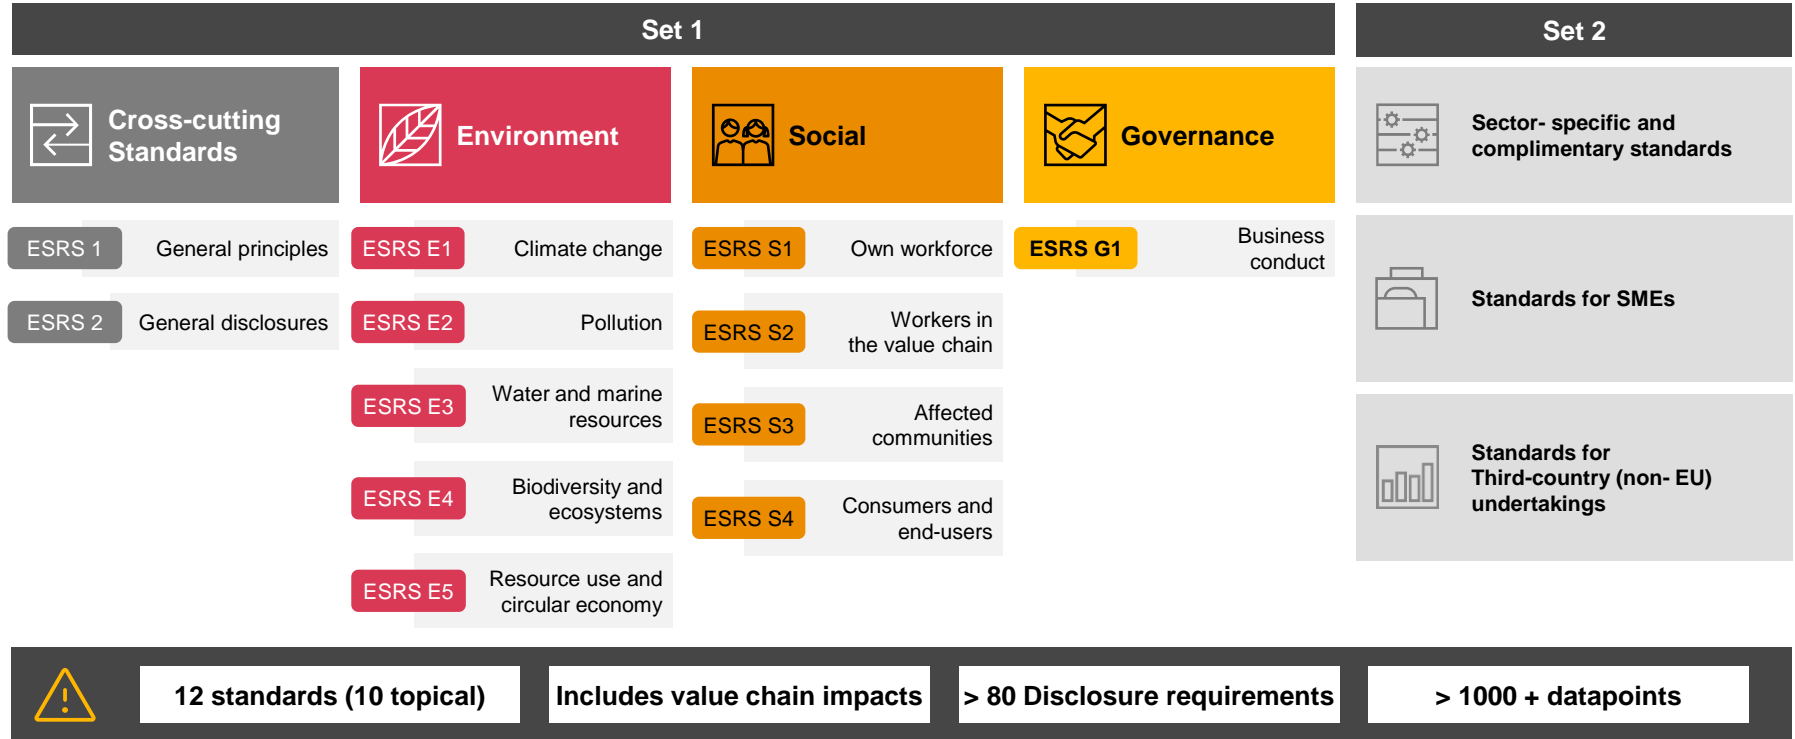 Set 1
Set 2
Cross-cutting
Standards
Environment
Social
Governance
Sector- specific and
complimentary standards
ESRS 1
General principles
ESRS 2
General disclosures
ESRS E1
Climate change
ESRS E2
Pollution
ESRS E3
Water and marine
resources
ESRS E4
Biodiversity and
ecosystems
ESRS E5
Resource use and
circular economy
ESRS S1
Own workforce
ESRS S2
Workers in
the value chain
ESRS S3
Affected
communities
ESRS S4
Consumers and
end-users
ESRS G1
Business
conduct
Standards for SMEs
Standards for
Third-country (non- EU)
undertakings
12 standards (10 topical)
Includes value chain impacts
> 80 Disclosure requirements
> 1000 + datapoints